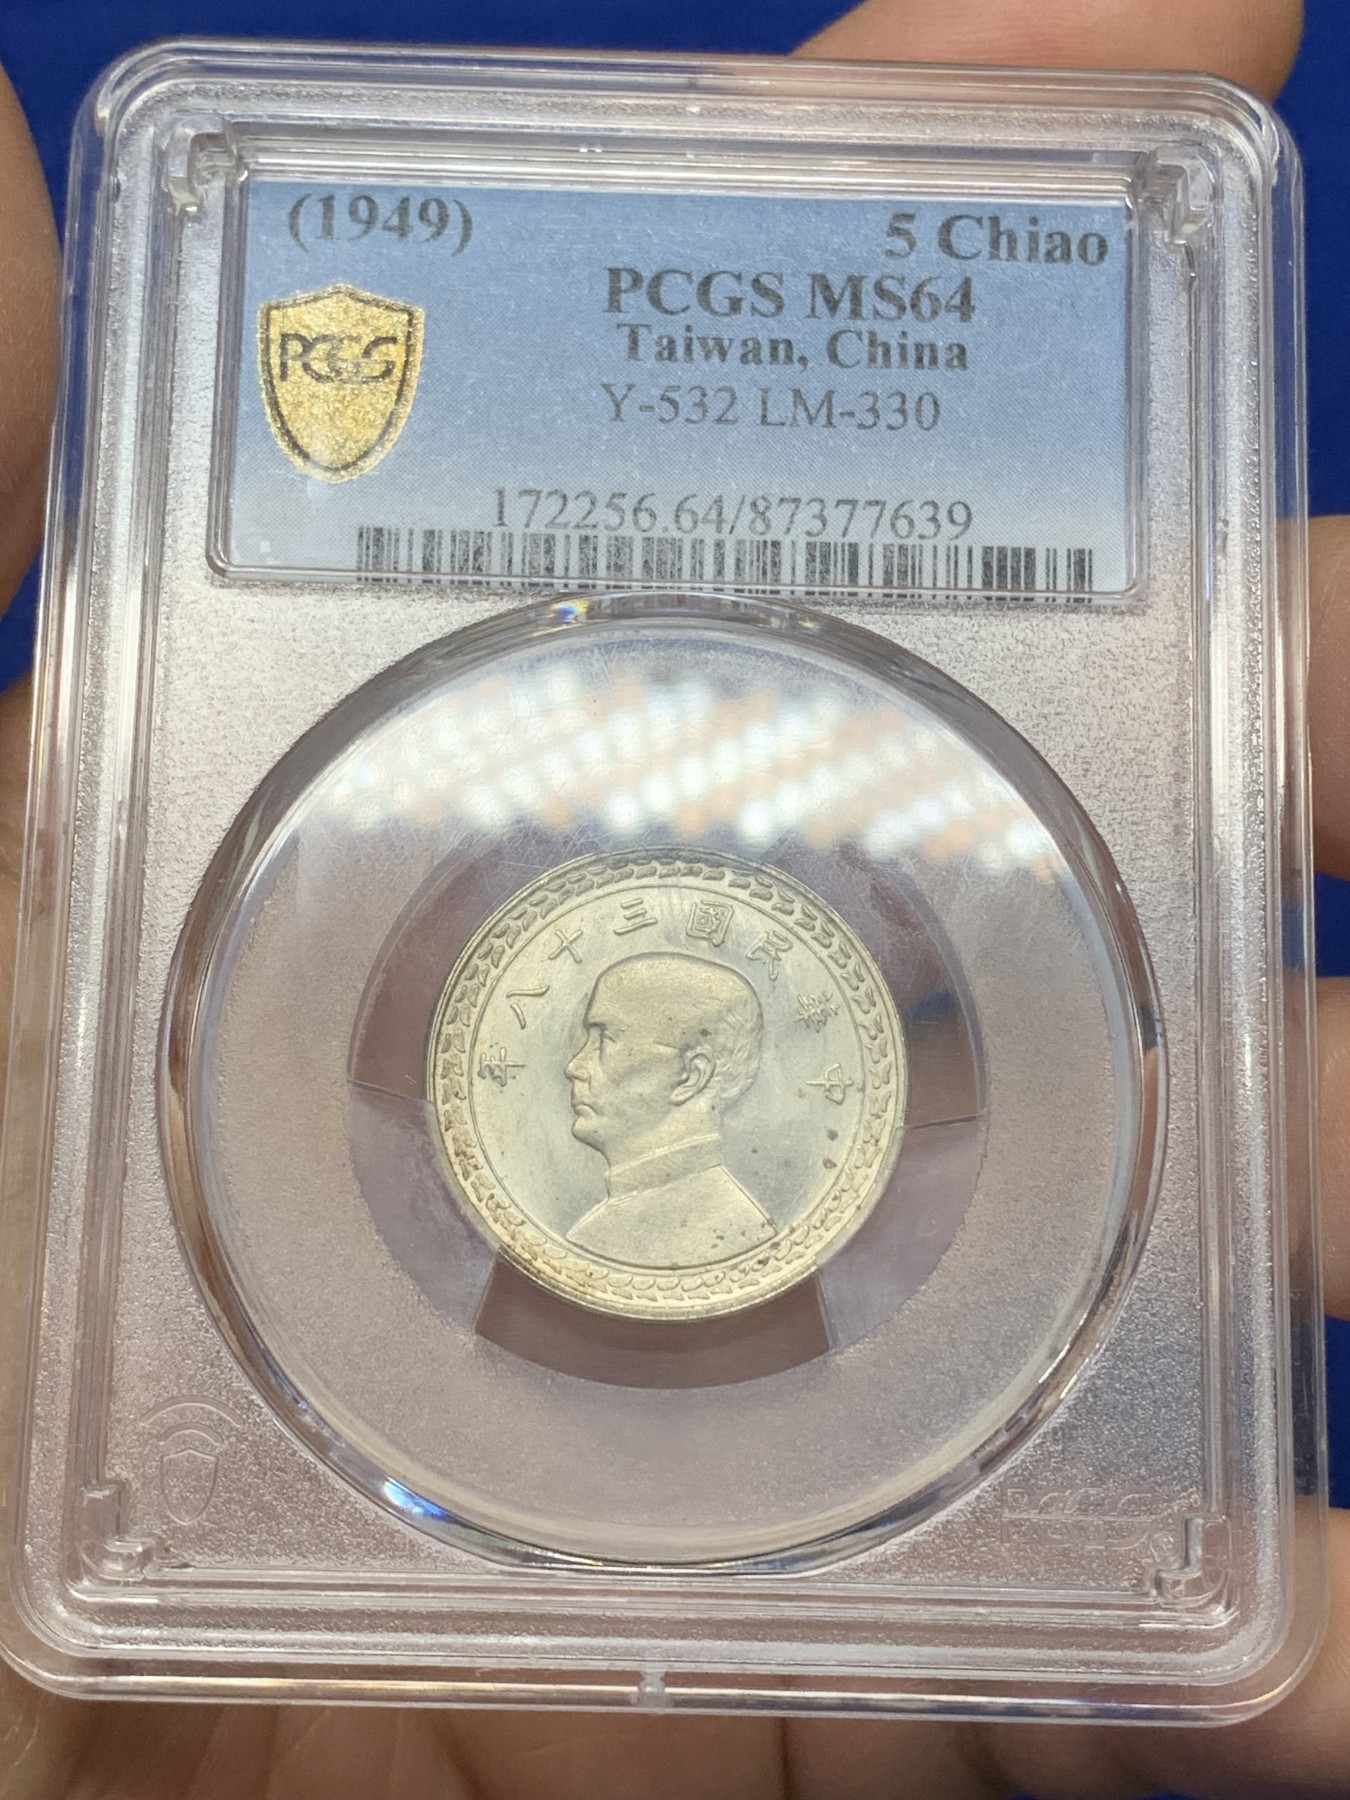 (1949) 5 Chiao
PCGS MS64
Taiwan, China
Y-532 LM-330
PCGS
172256.64/87377639
年八十三國民華中
PCGS